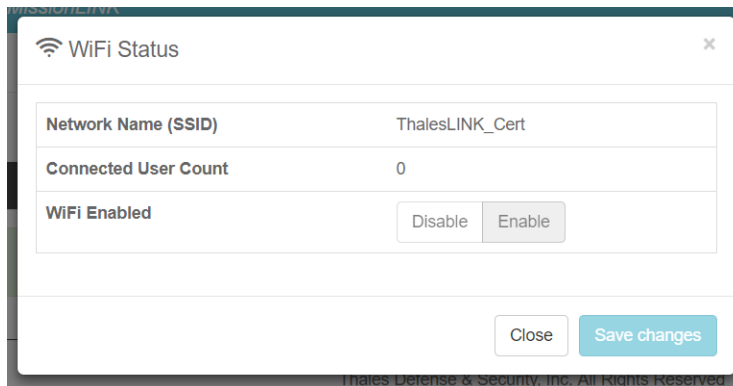 MissionLINK
WiFi Status
×
Network Name (SSID) ThalesLINK_Cert
Connected User Count 0
WiFi Enabled Disable Enable
Close Save changes
Thales Defense & Security, Inc. All Rights Reserved